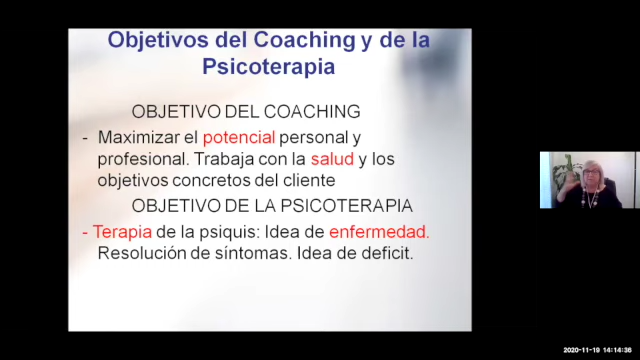 Objetivos del Coaching y de la
Psicoterapia
OBJETIVO DEL COACHING
- Maximizar el potencial personal y
profesional. Trabaja con la salud y los
objetivos concretos del cliente
OBJETIVO DE LA PSICOTERAPIA
- Terapia de la psiquis: Idea de enfermedad.
Resolución de síntomas. Idea de deficit.
2020-11-19 14:14:36